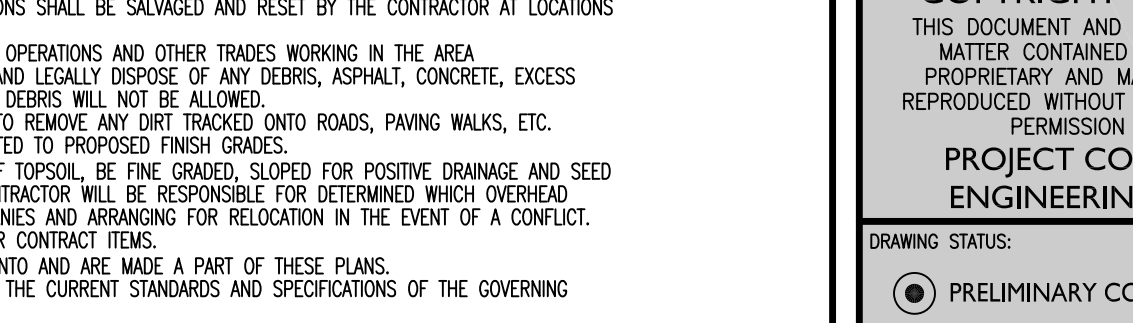 ONS SHALL BE SALVAGED AND RESET BY THE CONTRACTOR AT LOCATIONS
OPERATIONS AND OTHER TRADES WORKING IN THE AREA
AND LEGALLY DISPOSE OF ANY DEBRIS, ASPHALT, CONCRETE, EXCESS
DEBRIS WILL NOT BE ALLOWED.
TO REMOVE ANY DIRT TRACKED ONTO ROADS, PAVING WALKS, ETC.
TED TO PROPOSED FINISH GRADES.
F TOPSOIL, BE FINE GRADED, SLOPED FOR POSITIVE DRAINAGE AND SEED
NTRACTOR WILL BE RESPONSIBLE FOR DETERMINED WHICH OVERHEAD
NIES AND ARRANGING FOR RELOCATION IN THE EVENT OF A CONFLICT.
R CONTRACT ITEMS.
NTO AND ARE MADE A PART OF THESE PLANS.
THE CURRENT STANDARDS AND SPECIFICATIONS OF THE GOVERNING
COPYRIGHT
THIS DOCUMENT AND
MATTER CONTAINED
PROPRIETARY AND MA
REPRODUCED WITHOUT
PERMISSION
PROJECT CO
ENGINEERIN
DRAWING STATUS:
PRELIMINARY CO